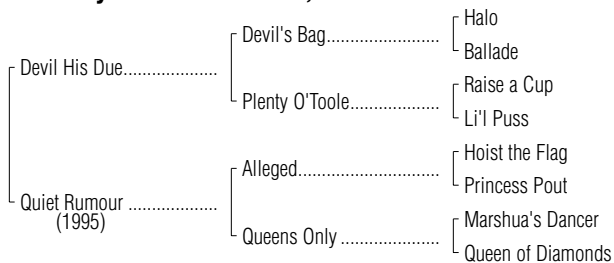 Halo
Devil's Bag....................
Ballade
Devil His Due...................
Raise a Cup
Plenty O'Toole..................
Li'l Puss
Hoist the Flag
Alleged.........................
Princess Pout
Quiet Rumour ..................
(1995)
Marshua's Dancer
Queens Only ....................
Queen of Diamonds